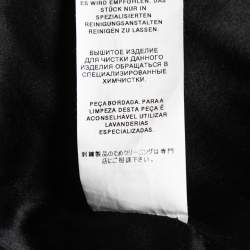 ES WIRD EMPFOHLEN, DAS
STÜCK NUR IN
SPEZIALISIERTEN
REINIGUNGSANSTALTEN
REINIGEN ZU LASSEN.
ВЫШИТОЕ ИЗДЕЛИЕ
ДЛЯ ЧИСТКИ ДАННОГО
ИЗДЕЛИЯ ОБРАЩАТЬСЯ В
СПЕЦИАЛИЗИРОВАННЫЕ
ХИМЧИСТКИ.
PEÇA BORDADA. PARA A
LIMPEZA DESTA PEÇA É
ACONSELHÁVEL UTILIZAR
LAVANDERIAS
ESPECIALIZADAS.
刺繍製品のためクリーニングは専門
店にご相談下さい。